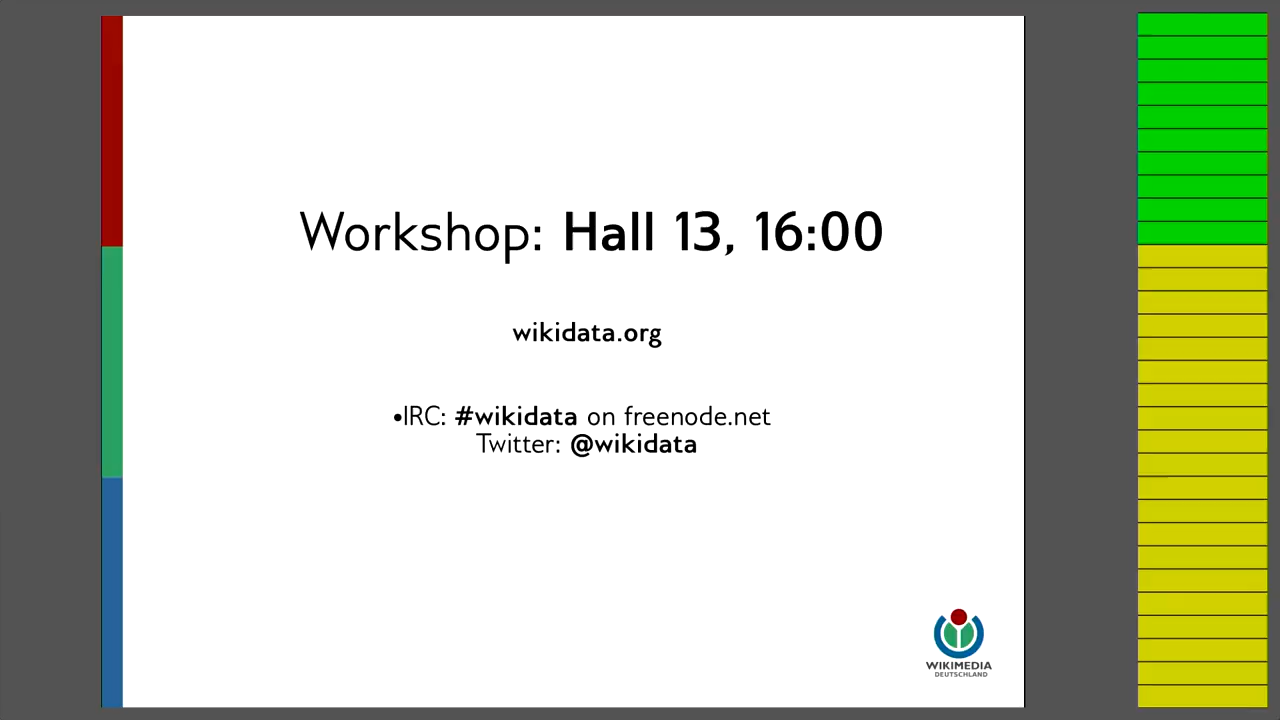 Workshop: Hall 13, 16:00
wikidata.org
•IRC: #wikidata on freenode.net
Twitter: @wikidata
WIKIMEDIA
DEUTSCHLAND